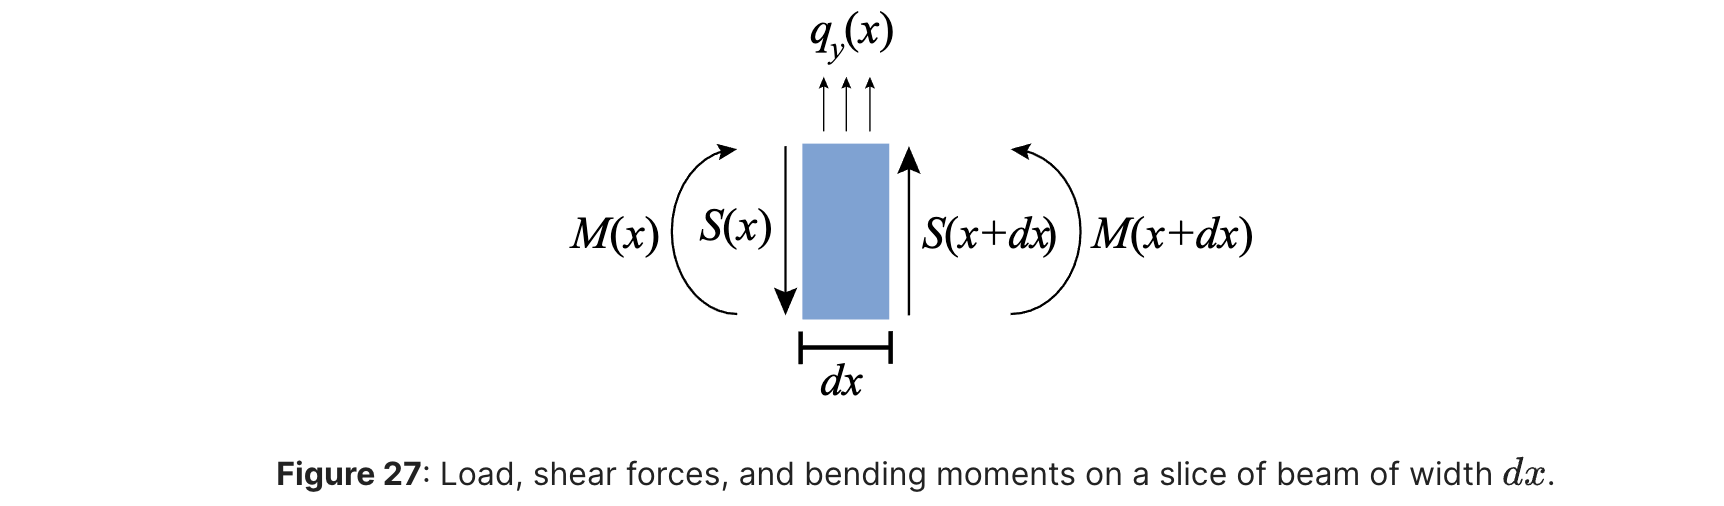 q_y(x)
M(x) S(x) S(x+dx) M(x+dx)
dx
Figure 27: Load, shear forces, and bending moments on a slice of beam of width dx.